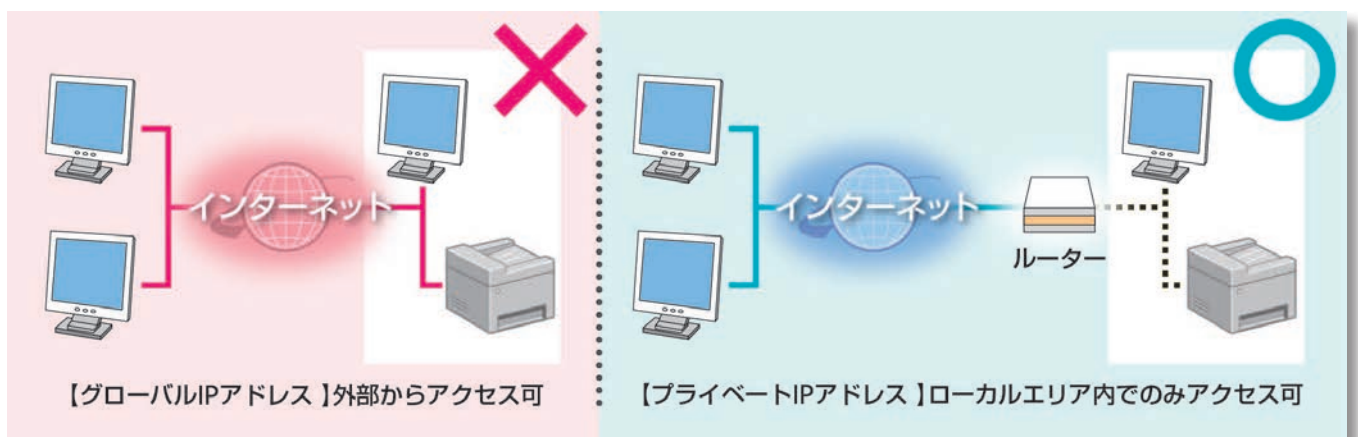 インターネット
【グローバルIPアドレス】外部からアクセス可
インターネット
ルーター
【プライベートIPアドレス】ローカルエリア内でのみアクセス可